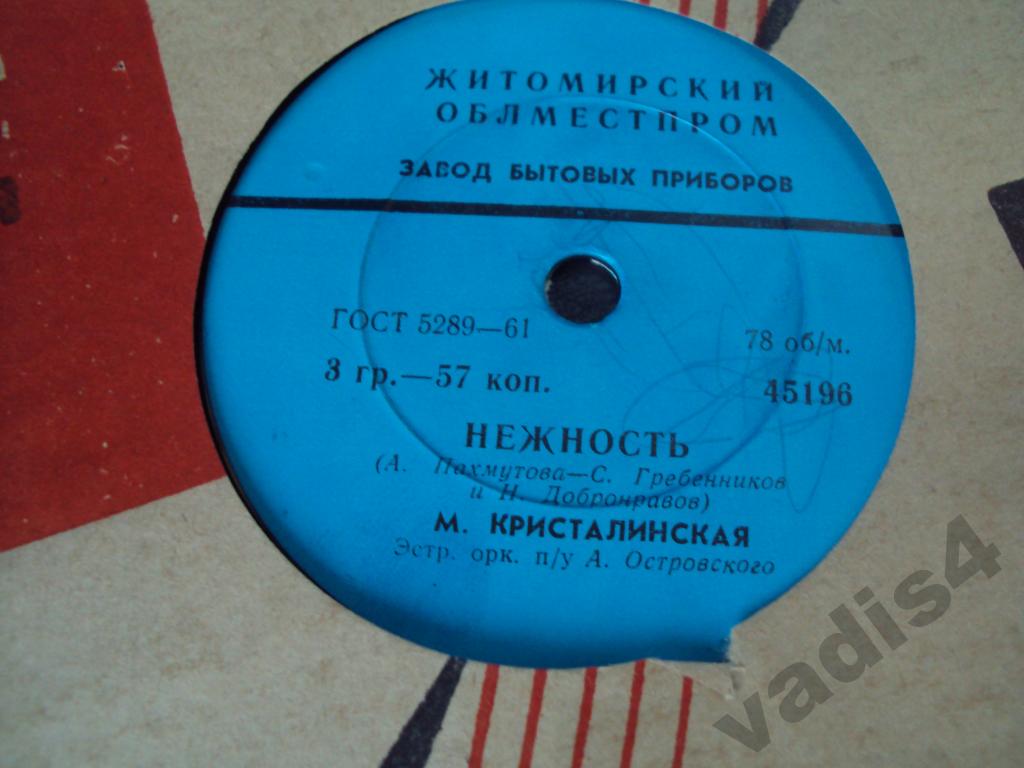 ЖИТОМИРСКИЙ
ОБЛМЕСТПРОМ
ЗАВОД БЫТОВЫХ ПРИБОРОВ
ГОСТ 5289—61 78 об/м.
3 гр.—57 коп. 45196
НЕЖНОСТЬ
(А. Пахмутова—С. Гребенников
и Н. Добронравов)
М. КРИСТАЛИНСКАЯ
Эстр. орк. п/у А. Островского
vadis4